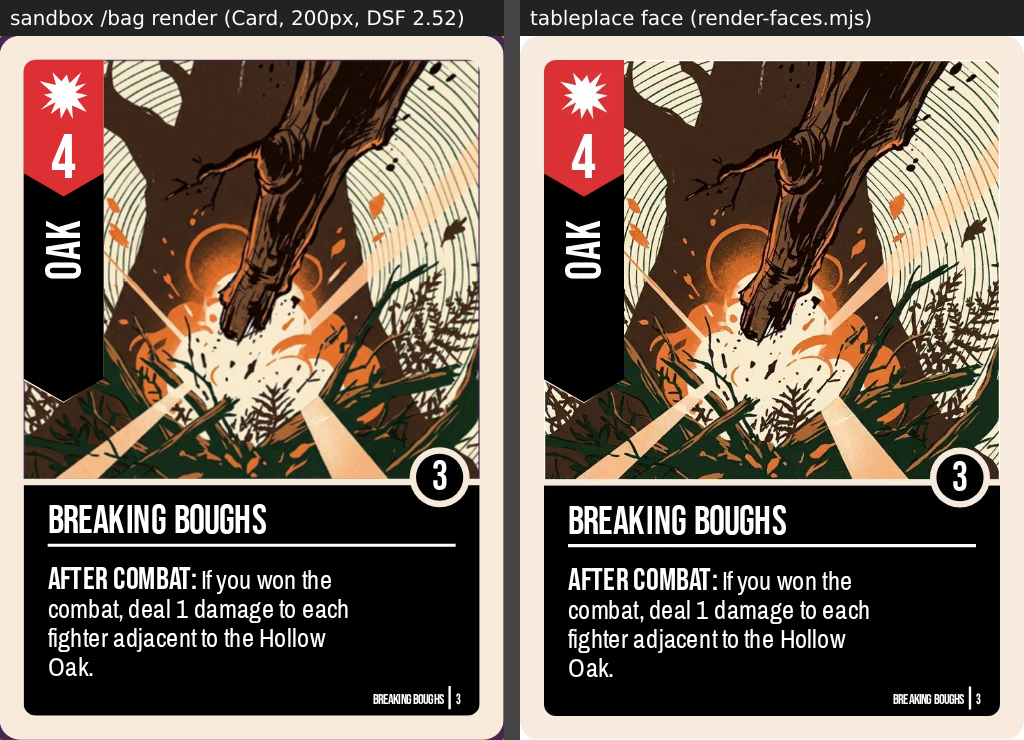 sandbox /bag render (Card, 200px, DSF 2.52)
4
OAK
3
BREAKING BOUGHS
AFTER COMBAT: If you won the
combat, deal 1 damage to each
fighter adjacent to the Hollow
Oak.
BREAKING BOUGHS | 3
tableplace face (render-faces.mjs)
4
OAK
3
BREAKING BOUGHS
AFTER COMBAT: If you won the
combat, deal 1 damage to each
fighter adjacent to the Hollow
Oak.
BREAKING BOUGHS | 3